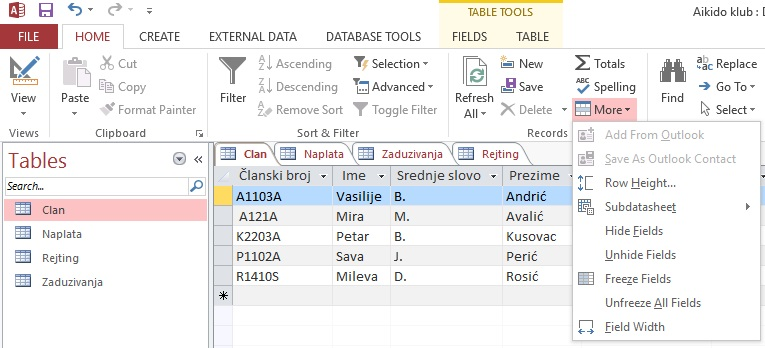 TABLE TOOLS
Aikido klub : D
FILE HOME CREATE EXTERNAL DATA DATABASE TOOLS FIELDS TABLE
View
Views
Paste
Cut
Copy
Format Painter
Clipboard
Filter
Ascending
Descending
Remove Sort
Selection
Advanced
Toggle Filter
Sort & Filter
Refresh
All
New
Save
Delete
Totals
Spelling
More
Records
Find
Replace
Go To
Select
Add From Outlook
Save As Outlook Contact
Row Height...
Subdatasheet
Hide Fields
Unhide Fields
Freeze Fields
Unfreeze All Fields
Field Width
Tables
Search...
Clan
Naplata
Rejting
Zaduzivanja
Clan Naplata Zaduzivanja Rejting
Članski broj Ime Srednje slovo Prezime
A1103A Vasilije B. Andrić
A121A Mira M. Avalić
K2203A Petar B. Kusovac
P1102A Sava J. Perić
R1410S Mileva D. Rosić